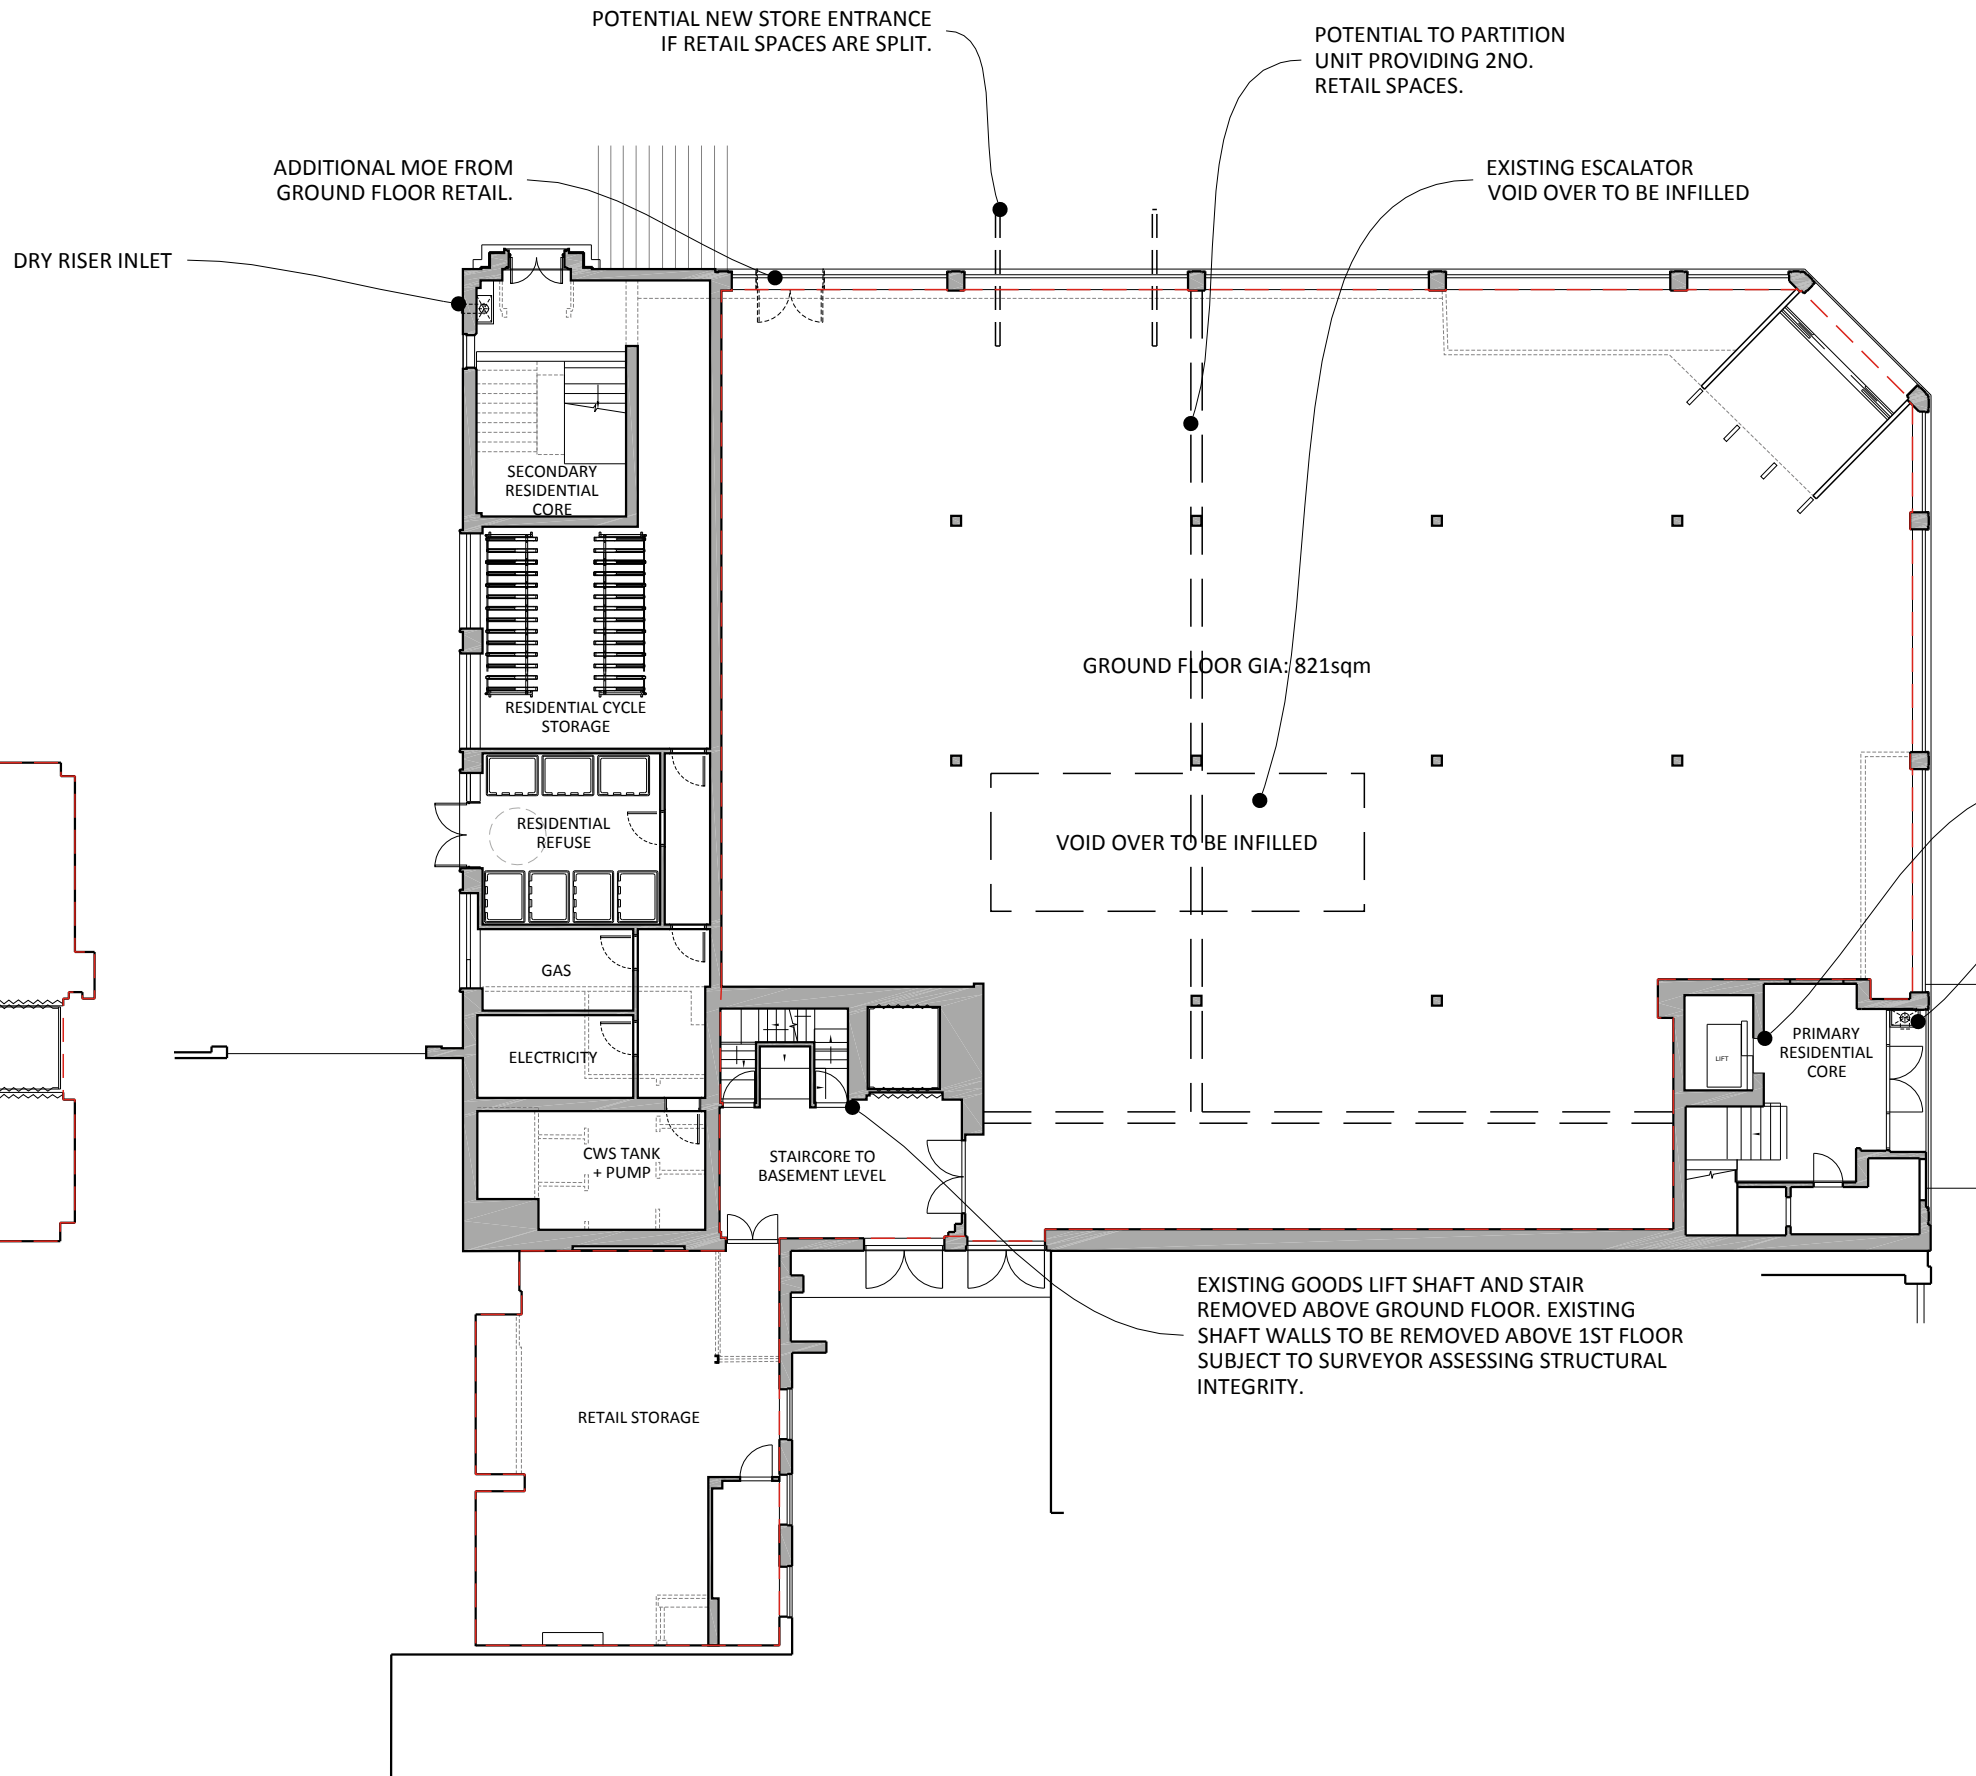 POTENTIAL NEW STORE ENTRANCE
IF RETAIL SPACES ARE SPLIT.
POTENTIAL TO PARTITION
UNIT PROVIDING 2NO.
RETAIL SPACES.
ADDITIONAL MOE FROM
GROUND FLOOR RETAIL.
EXISTING ESCALATOR
VOID OVER TO BE INFILLED
DRY RISER INLET
SECONDARY
RESIDENTIAL
CORE
GROUND FLOOR GIA: 821sqm
RESIDENTIAL CYCLE
STORAGE
RESIDENTIAL
REFUSE
VOID OVER TO BE INFILLED
GAS
ELECTRICITY
LIFT
PRIMARY
RESIDENTIAL
CORE
CWS TANK
+ PUMP
STAIRCORE TO
BASEMENT LEVEL
EXISTING GOODS LIFT SHAFT AND STAIR
REMOVED ABOVE GROUND FLOOR. EXISTING
SHAFT WALLS TO BE REMOVED ABOVE 1ST FLOOR
SUBJECT TO SURVEYOR ASSESSING STRUCTURAL
INTEGRITY.
RETAIL STORAGE